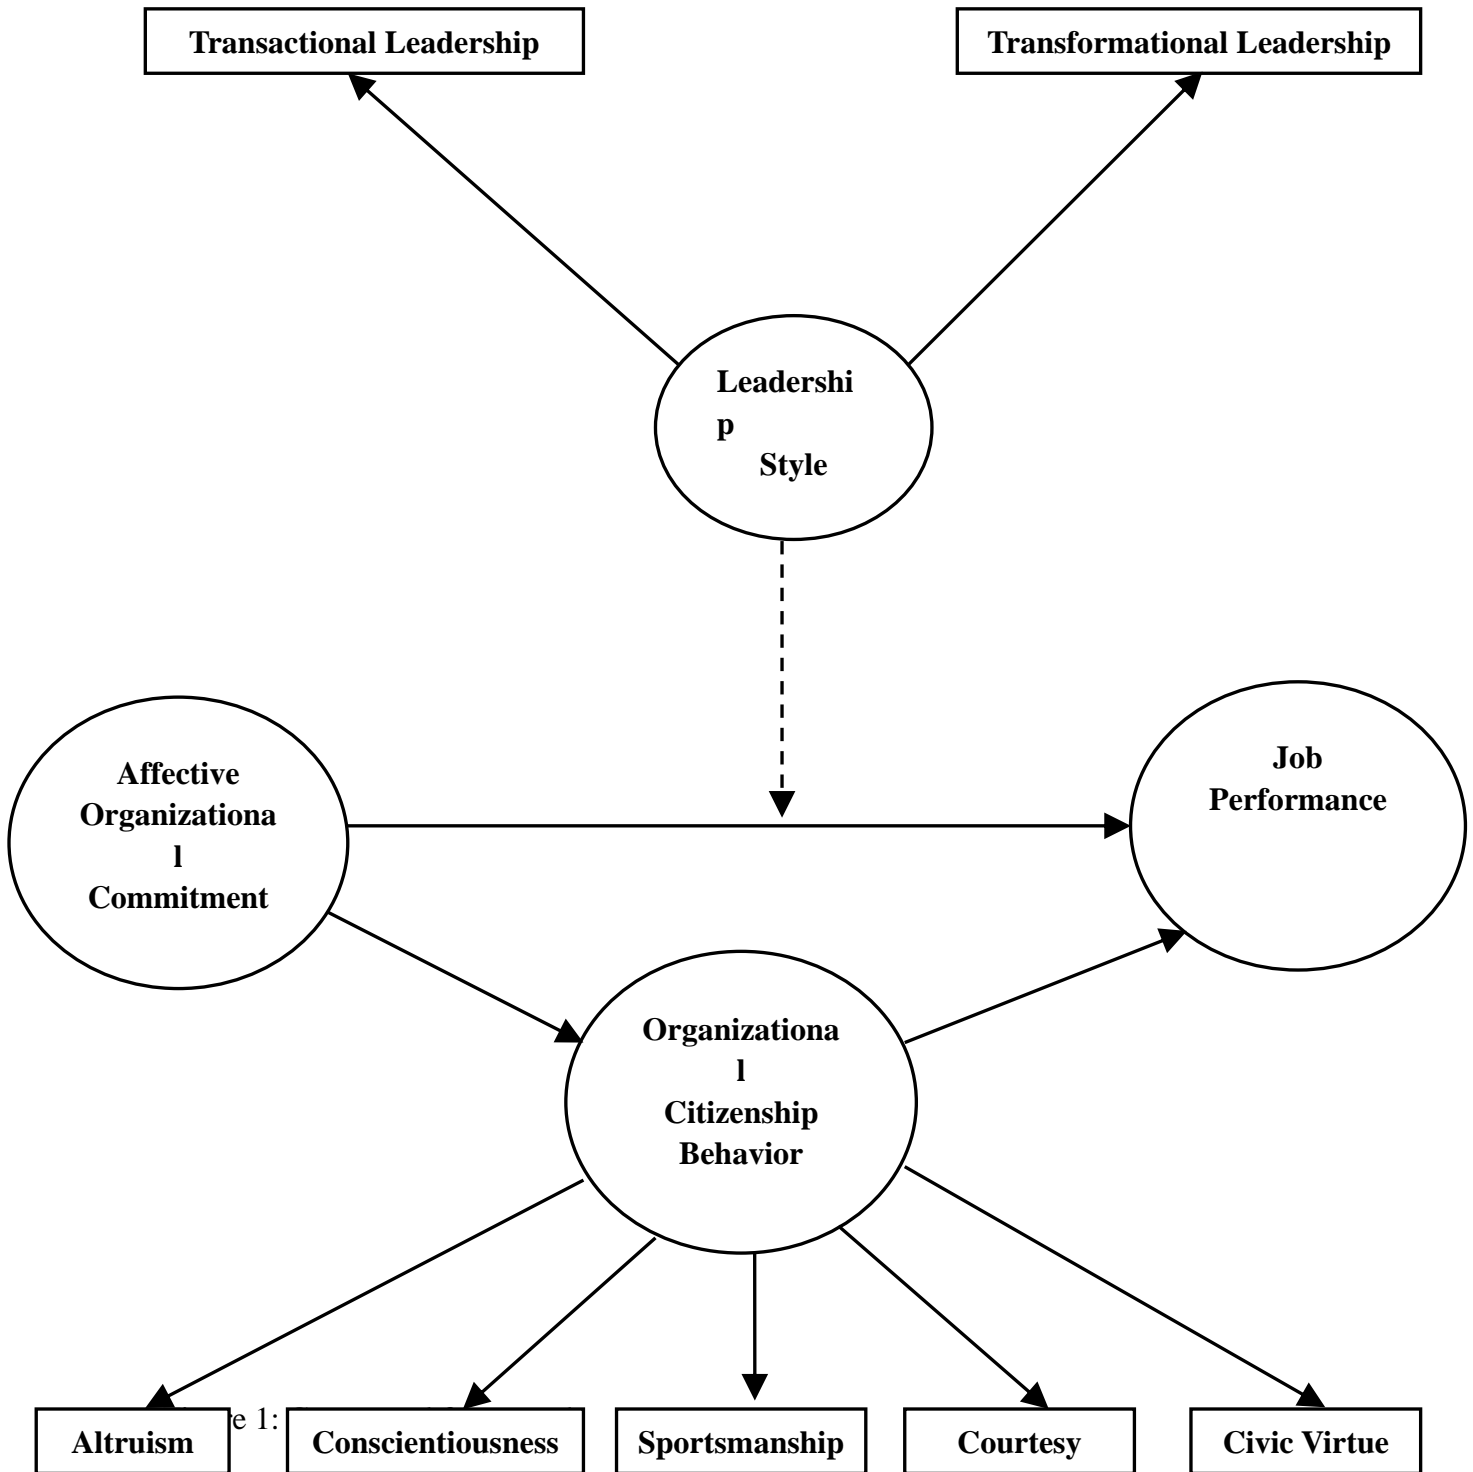 Transactional Leadership
Transformational Leadership
Leadershi
p
Style
Affective
Organizationa
l
Commitment
Job
Performance
Organizationa
l
Citizenship
Behavior
e 1:
Altruism
Conscientiousness
Sportsmanship
Courtesy
Civic Virtue